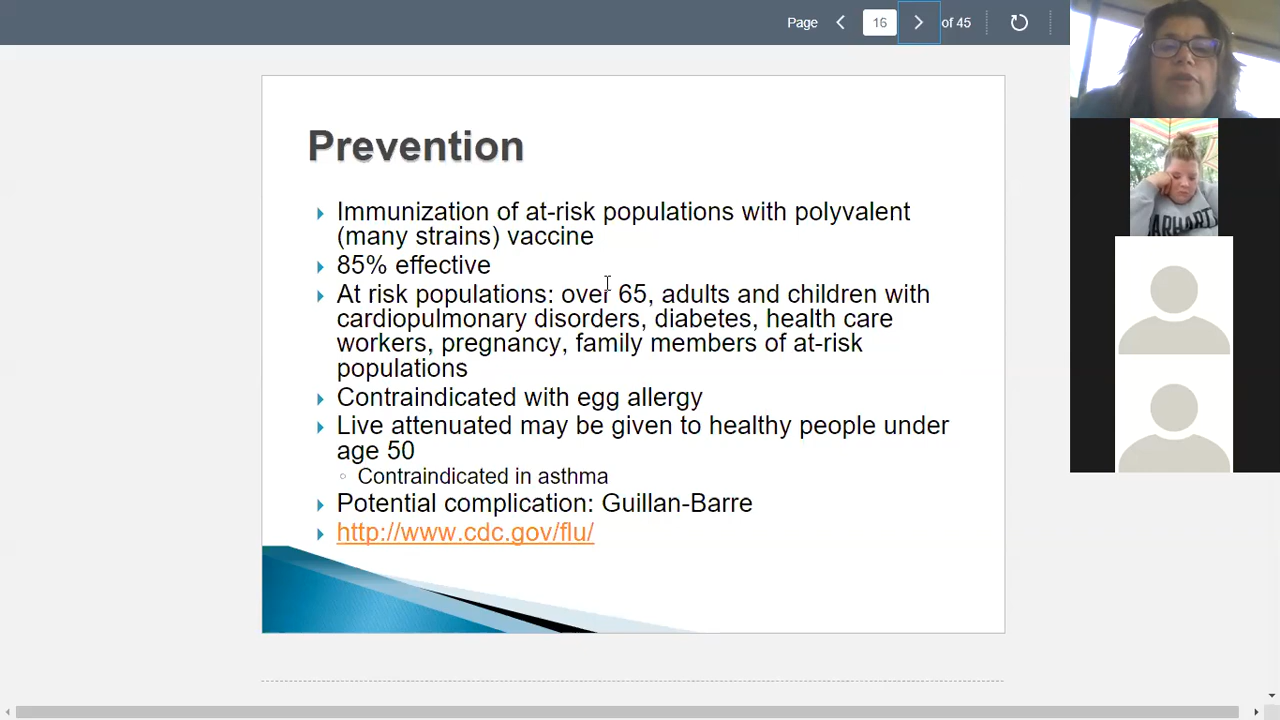 Page 16 of 45
Prevention
Immunization of at-risk populations with polyvalent
(many strains) vaccine
85% effective
At risk populations: over 65, adults and children with
cardiopulmonary disorders, diabetes, health care
workers, pregnancy, family members of at-risk
populations
Contraindicated with egg allergy
Live attenuated may be given to healthy people under
age 50
Contraindicated in asthma
Potential complication: Guillan-Barre
http://www.cdc.gov/flu/
CARHARTT